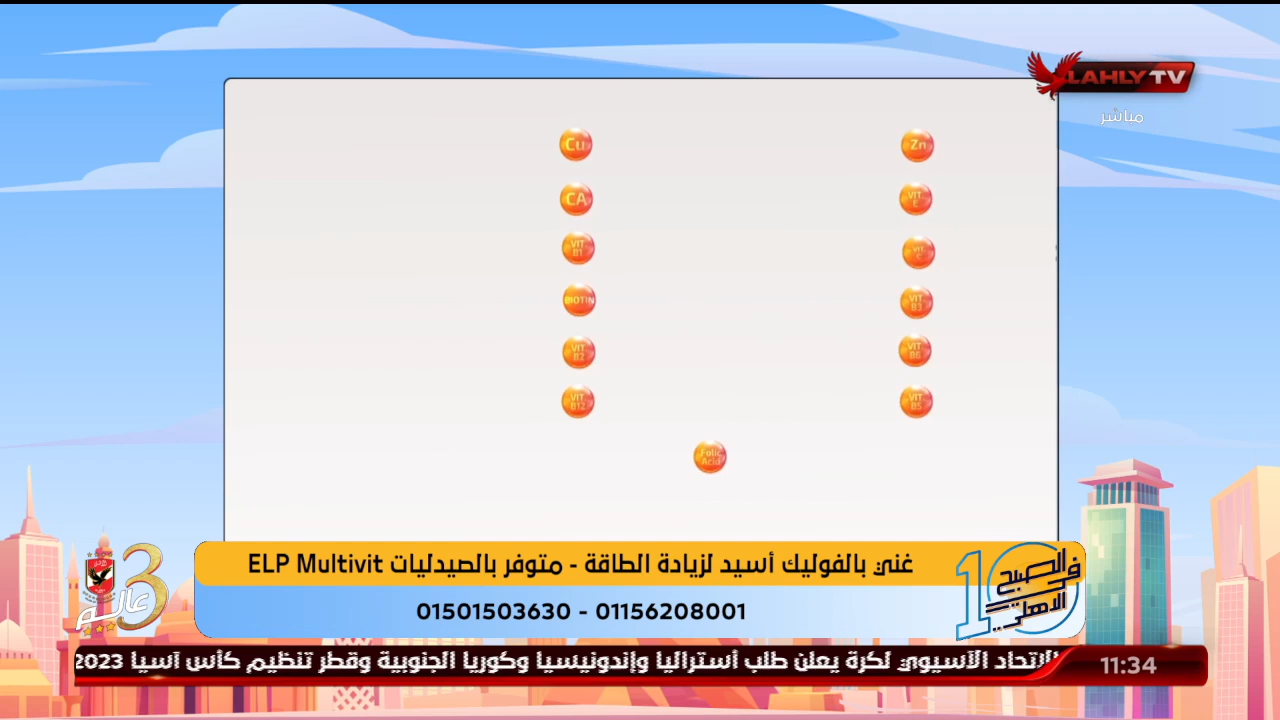 LAHLY TV
مباشر
Cu
Zn
CA
VIT E
VIT B1
VIT C
BIOTIN
VIT B3
VIT B2
VIT B6
VIT B12
VIT B5
Folic Acid
غني بالفوليك أسيد لزيادة الطاقة - متوفر بالصيدليات ELP Multivit
01501503630 - 01156208001
10 الصبح في الاهلي
3 عالم
الاتحاد الآسيوي لكرة يعلن طلب أستراليا وإندونيسيا وكوريا الجنوبية وقطر تنظيم كأس آسيا 2023
11:34